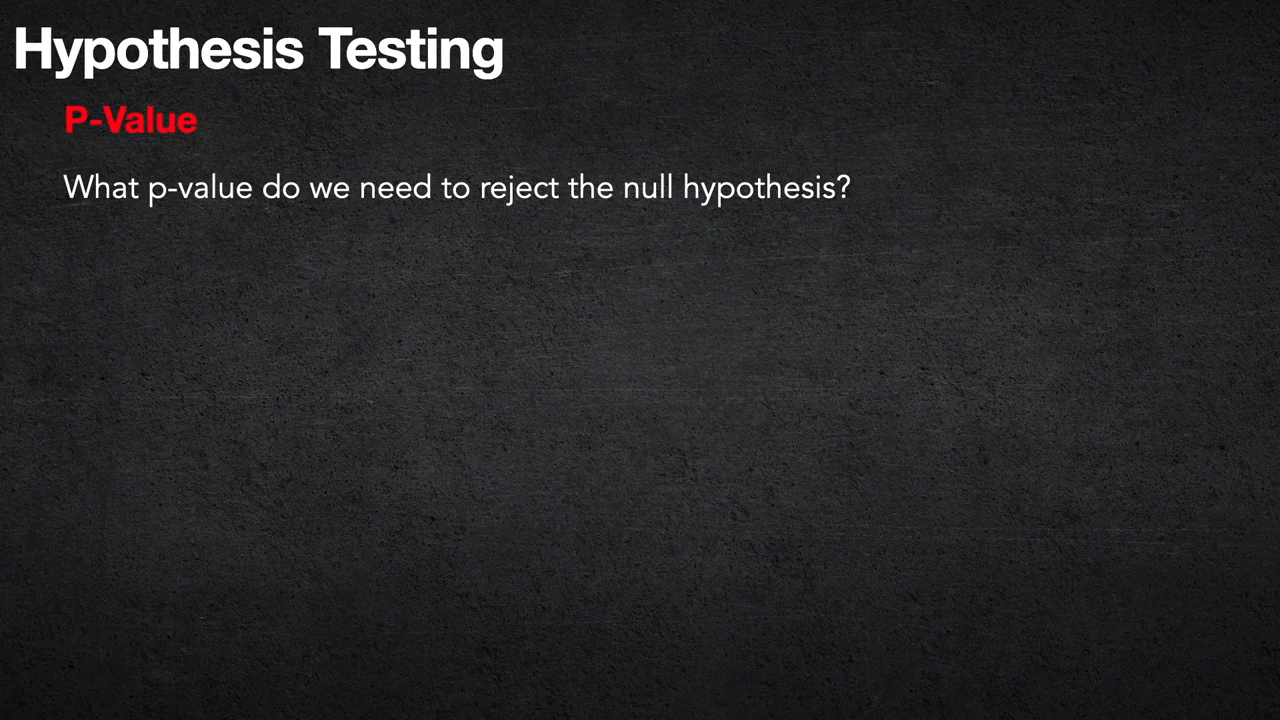 Hypothesis Testing
P-Value
What p-value do we need to reject the null hypothesis?